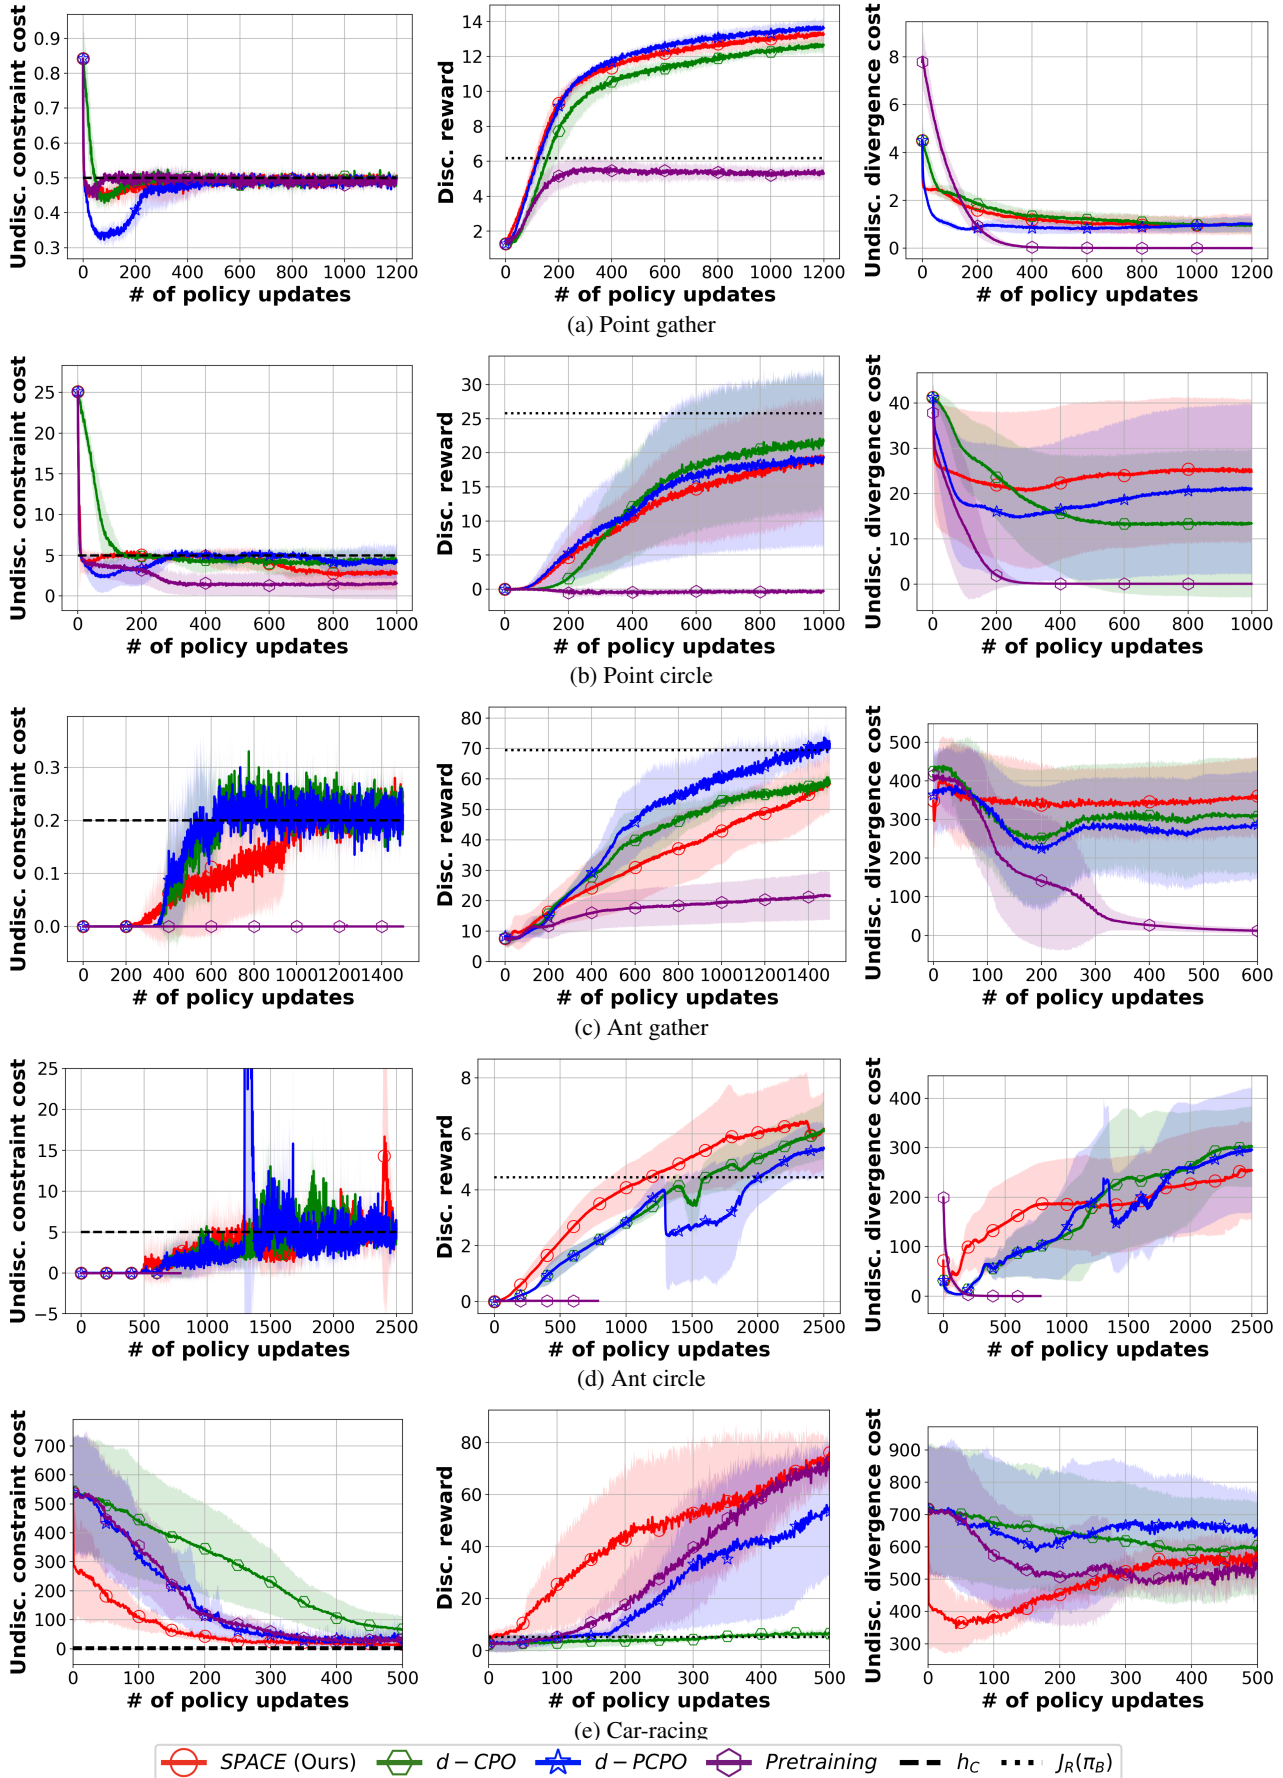 Undisc. constraint cost
0.9
0.8
0.7
0.6
0.5
0.4
0.3
0 200 400 600 800 1000 1200
# of policy updates
Disc. reward
14
12
10
8
6
4
2
0 200 400 600 800 1000 1200
# of policy updates
Undisc. divergence cost
8
6
4
2
0
0 200 400 600 800 1000 1200
# of policy updates
(a) Point gather
Undisc. constraint cost
25
20
15
10
5
0
0 200 400 600 800 1000
# of policy updates
Disc. reward
30
25
20
15
10
5
0
0 200 400 600 800 1000
# of policy updates
Undisc. divergence cost
40
30
20
10
0
0 200 400 600 800 1000
# of policy updates
(b) Point circle
Undisc. constraint cost
0.3
0.2
0.1
0.0
0 200 400 600 800 1000 1400
# of policy updates
Disc. reward
80
70
60
50
40
30
20
10
0
0 200 400 600 800 10001200 1400
# of policy updates
Undisc. divergence cost
500
400
300
200
100
0
0 100 200 300 400 500 600
# of policy updates
(c) Ant gather
Undisc. constraint cost
25
20
15
10
5
0
−5
0 500 1000 1500 2000 2500
# of policy updates
Disc. reward
8
6
4
2
0
0 500 1000 1500 2000 2500
# of policy updates
Undisc. divergence cost
400
300
200
100
0
0 500 1000 1500 2000 2500
# of policy updates
(d) Ant circle
Undisc. constraint cost
700
600
500
400
300
200
100
0
0 100 200 300 400 500
# of policy updates
Disc. reward
80
60
40
20
0
0 100 200 300 400 500
# of policy updates
Undisc. divergence cost
900
800
700
600
500
400
300
0 100 200 300 400 500
# of policy updates
(e) Car-racing
SPACE (Ours) d − CPO d − PCPO Pretraining h_C J_R(π_B)